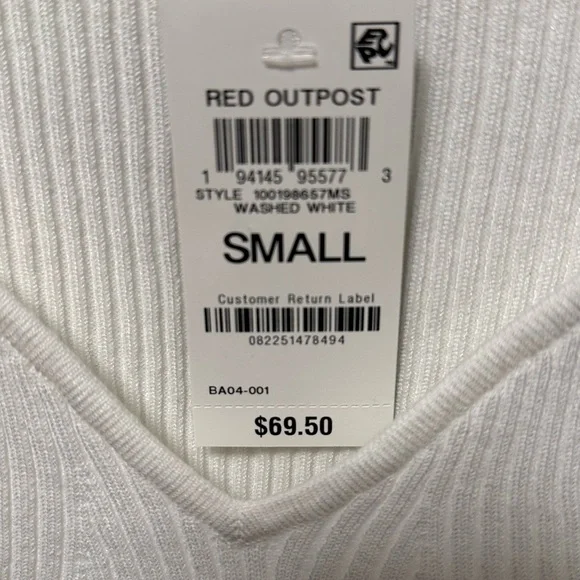 RED OUTPOST
1 94145 95577 3
STYLE 100198657MS
WASHED WHITE
SMALL
Customer Return Label
082251478494
BA04-001
$69.50